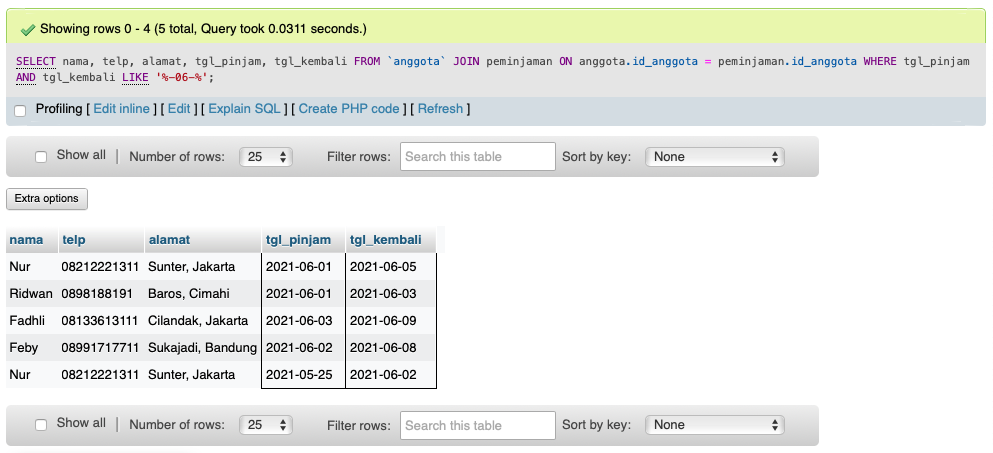 Showing rows 0 - 4 (5 total, Query took 0.0311 seconds.)
SELECT nama, telp, alamat, tgl_pinjam, tgl_kembali FROM `anggota` JOIN peminjaman ON anggota.id_anggota = peminjaman.id_anggota WHERE tgl_pinjam
AND tgl_kembali LIKE '%-06-%';
Profiling [ Edit inline ] [ Edit ] [ Explain SQL ] [ Create PHP code ] [ Refresh ]
Show all | Number of rows: 25 Filter rows: Search this table Sort by key: None
Extra options
nama telp alamat tgl_pinjam tgl_kembali
Nur 08212221311 Sunter, Jakarta 2021-06-01 2021-06-05
Ridwan 0898188191 Baros, Cimahi 2021-06-01 2021-06-03
Fadhli 08133613111 Cilandak, Jakarta 2021-06-03 2021-06-09
Feby 08991717711 Sukajadi, Bandung 2021-06-02 2021-06-08
Nur 08212221311 Sunter, Jakarta 2021-05-25 2021-06-02
Show all | Number of rows: 25 Filter rows: Search this table Sort by key: None